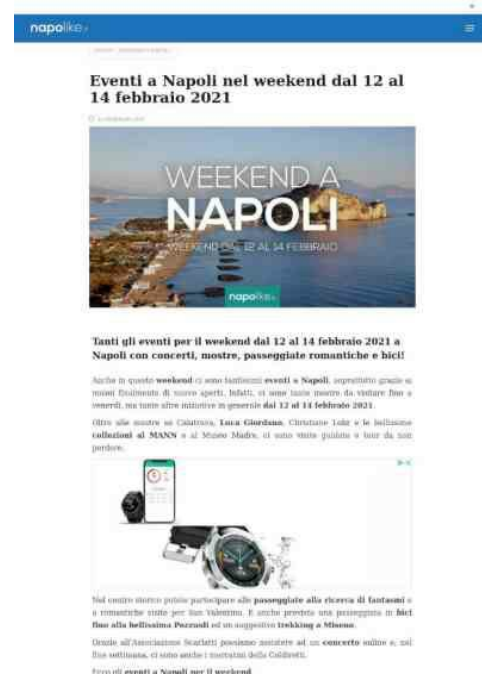 napolike
Eventi a Napoli nel weekend dal 12 al
14 febbraio 2021
WEEKEND A
NAPOLI
WEEKEND DAL 12 AL 14 FEBBRAIO
napolike
Tanti gli eventi per il weekend dal 12 al 14 febbraio 2021 a
Napoli con concerti, mostre, passeggiate romantiche e bici!
Anche in questo weekend ci sono tantissimi eventi a Napoli, soprattutto grazie ai
musei finalmente di nuovo aperti. Infatti, ci sono tante mostre da visitare fino a
venerdì, ma tante altre iniziative in generale dal 12 al 14 febbraio 2021.
Oltre alle mostre su Calatrava, Luca Giordano, Christiane Lohr e le bellissime
collezioni al MANN e al Museo Madre, ci sono visite guidate e tour da non
perdere.
Nel centro storico potete partecipare alle passeggiate alla ricerca di fantasmi e
a romantiche visite per San Valentino. E anche prevista una passeggiata in bici
fino alla bellissima Pozzuoli ed un suggestivo trekking a Miseno.
Grazie all'Associazione Scarlatti possiamo assistere ad un concerto online e, nel
fine settimana, ci sono anche i mercatini della Coldiretti.
Ecco gli eventi a Napoli per il weekend